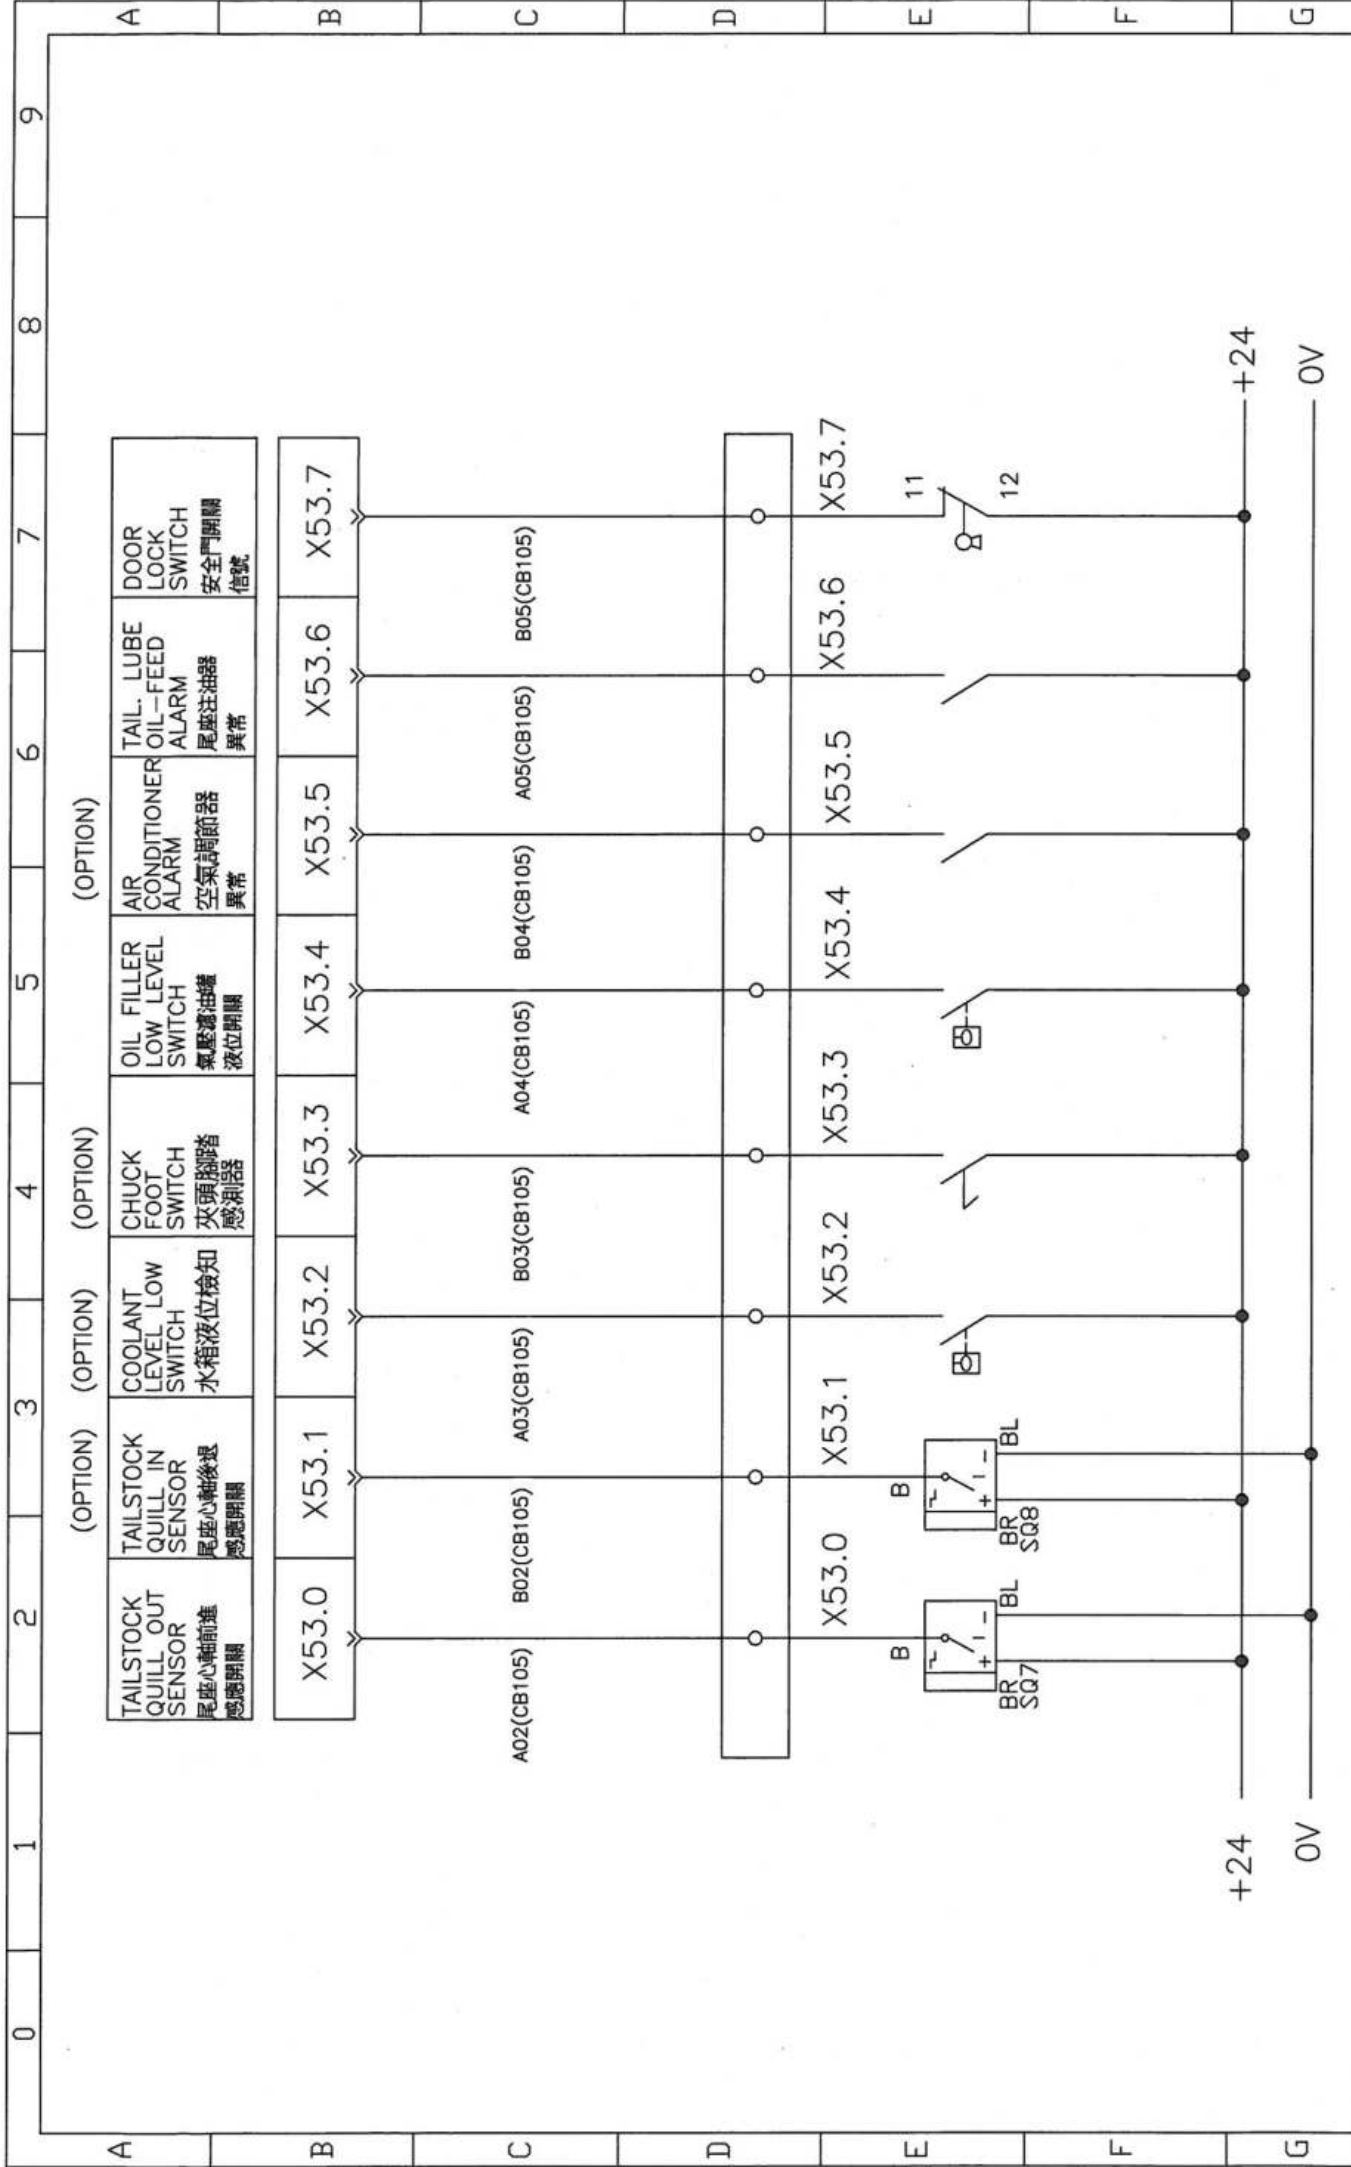 0 1 2 3 4 5 6 7 8 9
A
B
C
D
E
F
G
A
B
C
D
E
F
G
(OPTION)
(OPTION)
(OPTION)
(OPTION)
TAILSTOCK
QUILL OUT
SENSOR
尾座心軸前進
感應開關
TAILSTOCK
QUILL IN
SENSOR
尾座心軸後退
感應開關
COOLANT
LEVEL LOW
SWITCH
水箱液位檢知
CHUCK
FOOT
SWITCH
夾頭腳踏
感測器
OIL FILLER
LOW LEVEL
SWITCH
氣壓濾油罐
液位開關
AIR
CONDITIONER
ALARM
空氣調節器
異常
TAIL. LUBE
OIL-FEED
ALARM
尾座注油器
異常
DOOR
LOCK
SWITCH
安全門開關
信號
X53.0 X53.1 X53.2 X53.3 X53.4 X53.5 X53.6 X53.7
A02(CB105) B02(CB105) A03(CB105) B03(CB105) A04(CB105) B04(CB105) A05(CB105) B05(CB105)
X53.0 X53.1 X53.2 X53.3 X53.4 X53.5 X53.6 X53.7
B
+ −
BR BL
SQ7
B
+ −
BR BL
SQ8
11
12
+24 +24
0V 0V